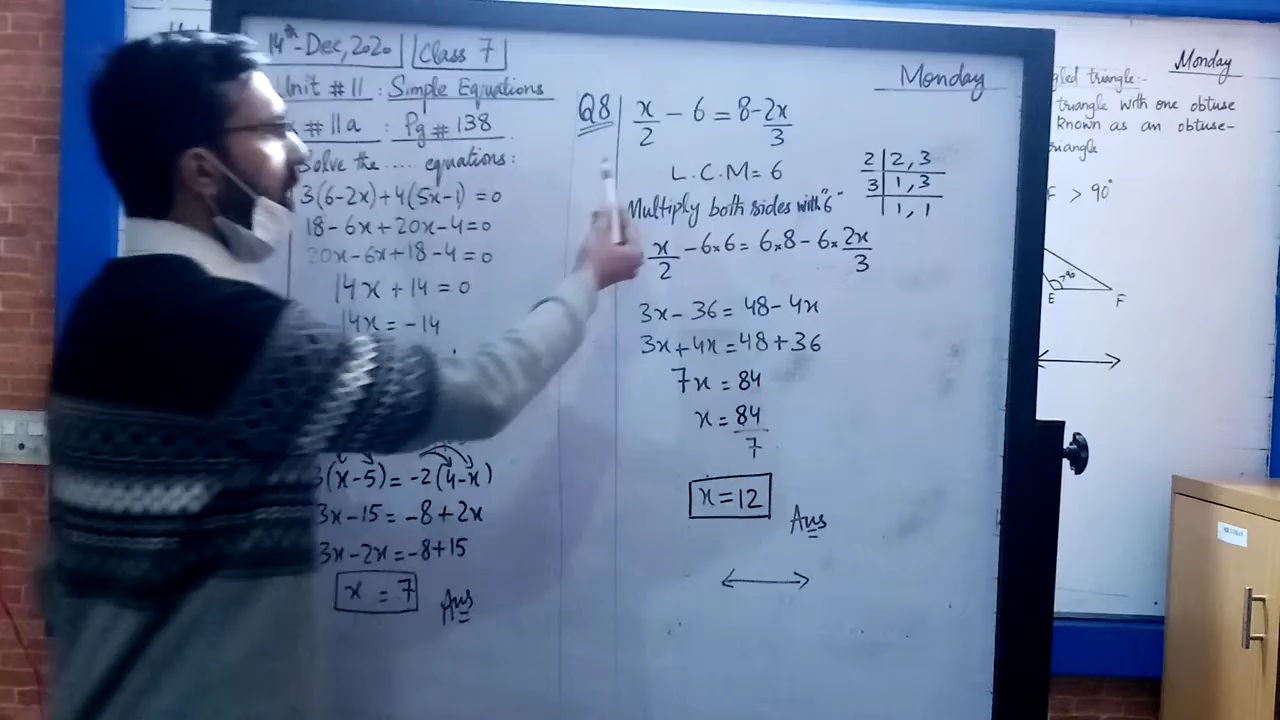 14th-Dec,2020 Class 7
Unit # 11 : Simple Equations
# 11a : Pg # 138
Solve the ..... equations:
3(6-2x)+4(5x-1)=0
18-6x+20x-4=0
20x-6x+18-4=0
14x+14=0
14x=-14
3(x-5)=-2(4-x)
3x-15=-8+2x
3x-2x=-8+15
x=7 Ans
Monday
Q8 x/2 - 6 = 8 - 2x/3
L.C.M=6
2 | 2,3
3 | 1,3
| 1,1
Multiply both sides with "6"
x/2 - 6×6 = 6×8 - 6×2x/3
3x-36=48-4x
3x+4x=48+36
7x=84
x=84/7
x=12 Ans
Monday
gled triangle:-
triangle with one obtuse
known as an obtuse-
riangle
F > 90°
E F